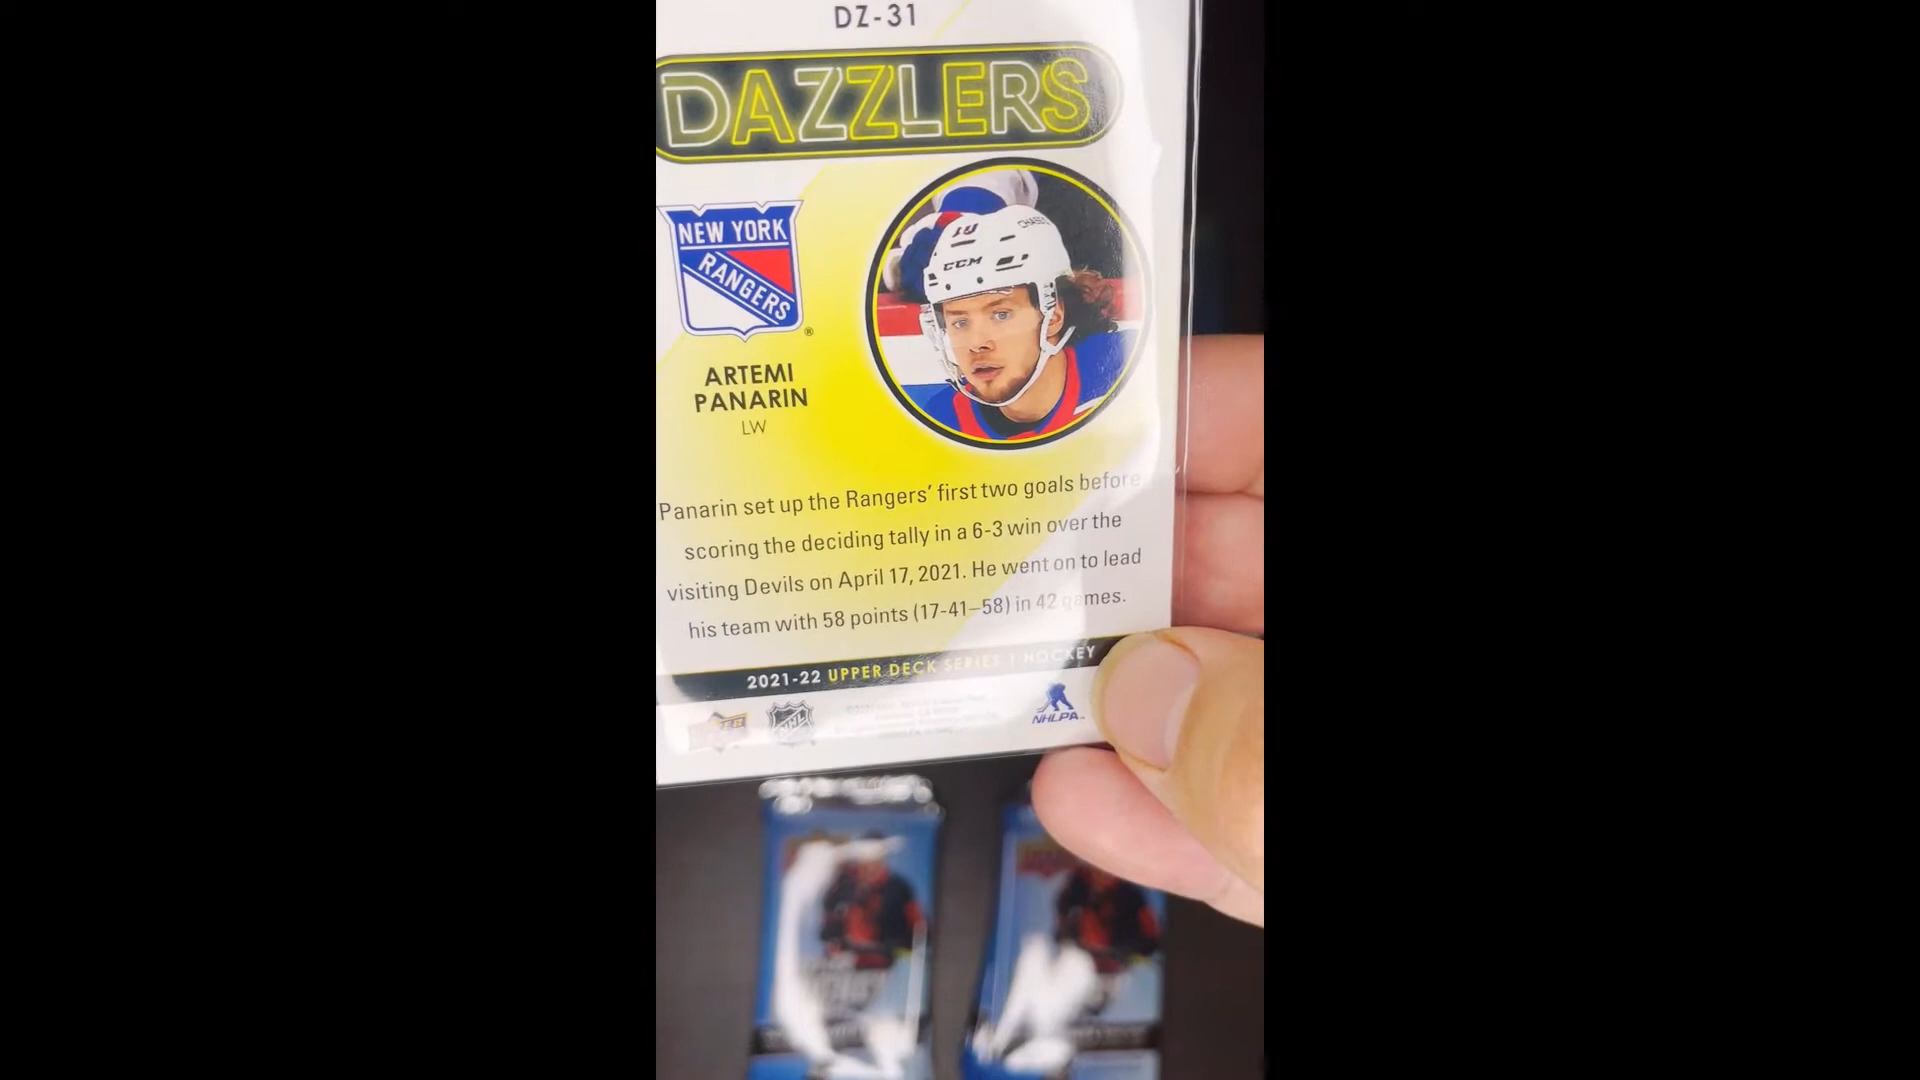 DZ-31
DAZZLERS
NEW YORK
RANGERS
®
10
CCM
ARTEMI
PANARIN
LW
Panarin set up the Rangers' first two goals before
scoring the deciding tally in a 6-3 win over the
visiting Devils on April 17, 2021. He went on to lead
his team with 58 points (17-41–58) in 42 games.
2021-22 UPPER DECK SERIES 1 HOCKEY
NHL
NHLPA